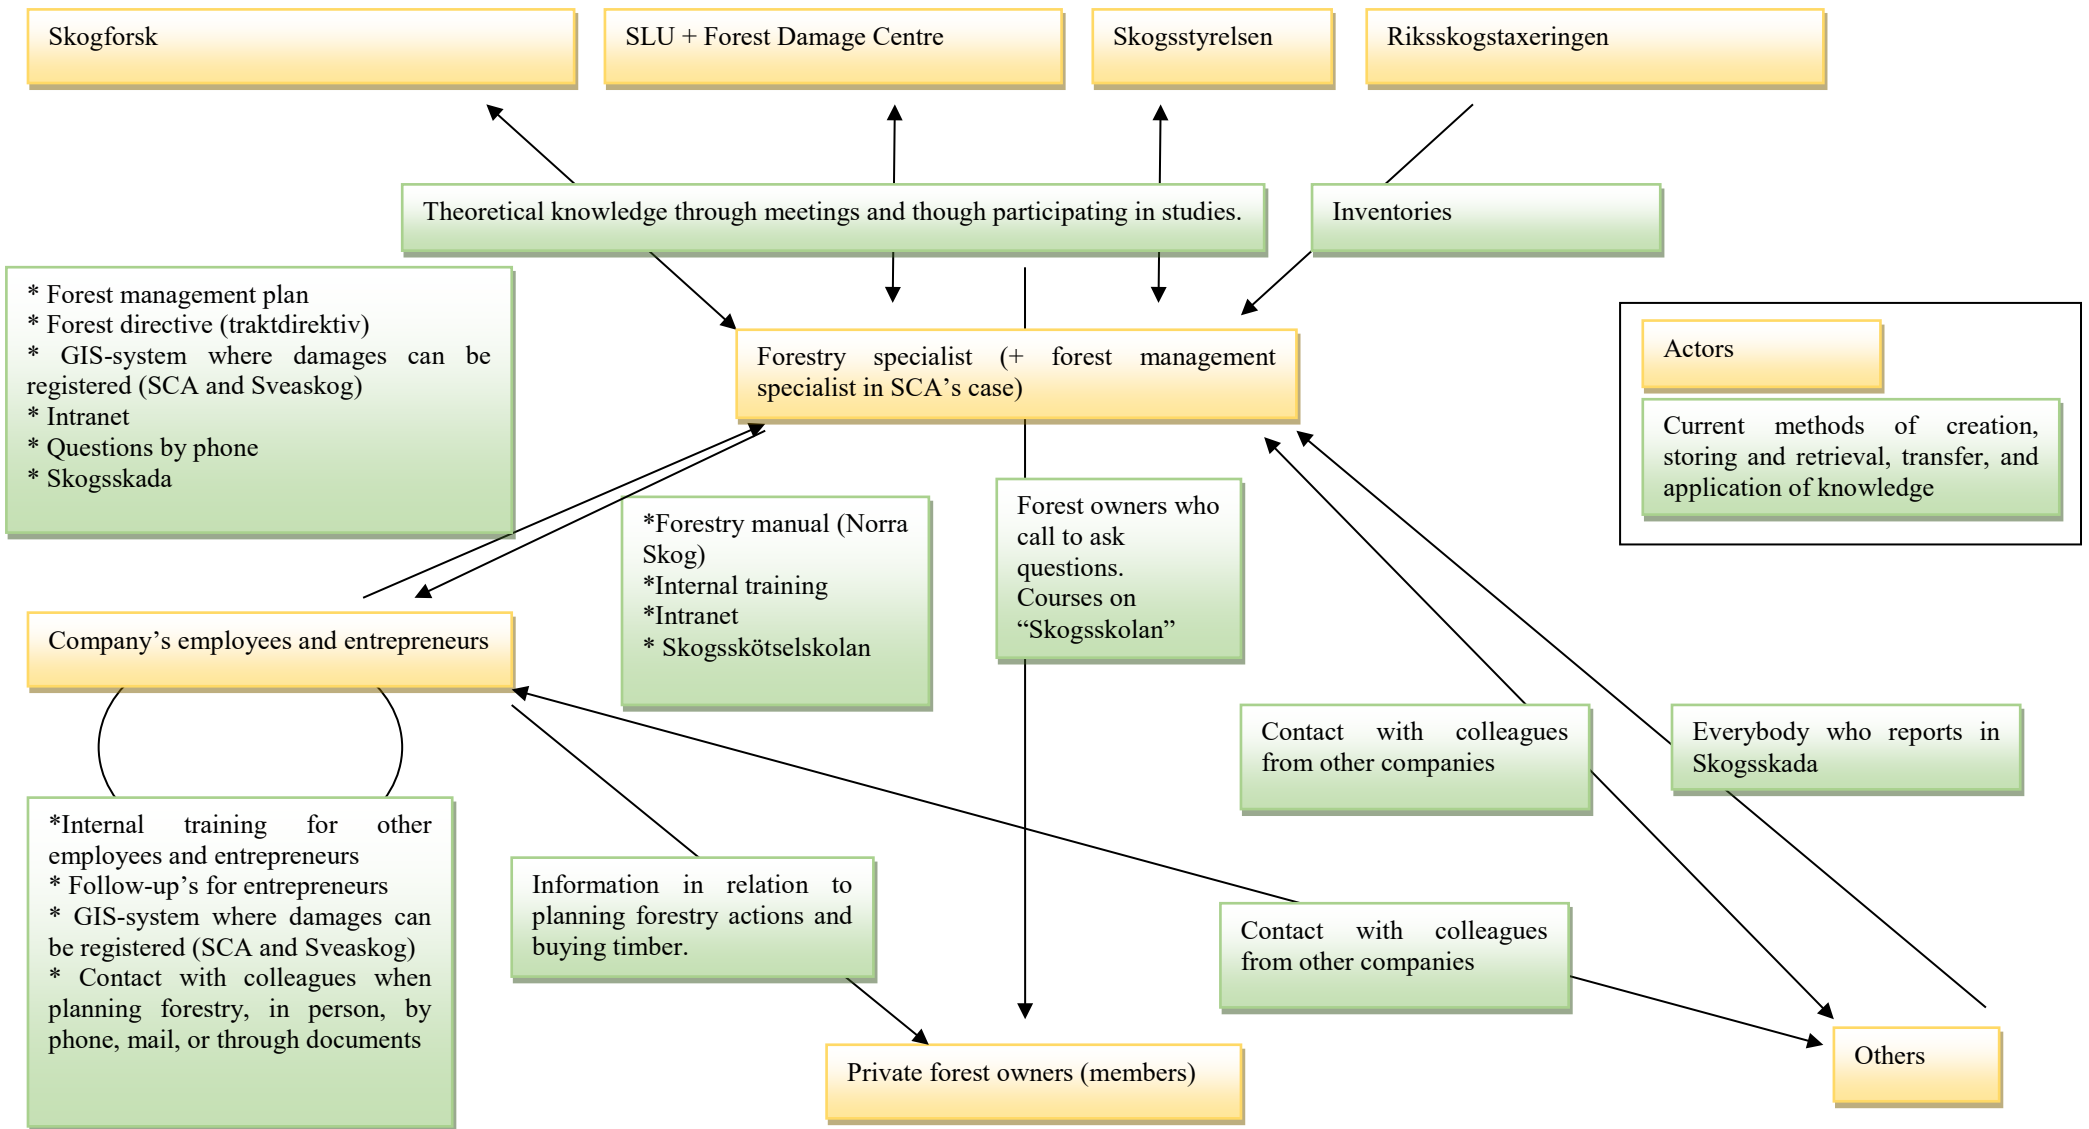 Skogforsk
SLU + Forest Damage Centre
Skogsstyrelsen
Riksskogstaxeringen
Theoretical knowledge through meetings and though participating in studies.
Inventories
* Forest management plan
* Forest directive (traktdirektiv)
* GIS-system where damages can be
registered (SCA and Sveaskog)
* Intranet
* Questions by phone
* Skogsskada
Forestry specialist (+ forest management
specialist in SCA’s case)
Actors
Current methods of creation,
storing and retrieval, transfer, and
application of knowledge
*Forestry manual (Norra
Skog)
*Internal training
*Intranet
* Skogsskötselskolan
Forest owners who
call to ask
questions.
Courses on
“Skogsskolan”
Company’s employees and entrepreneurs
Contact with colleagues
from other companies
Everybody who reports in
Skogsskada
*Internal training for other
employees and entrepreneurs
* Follow-up’s for entrepreneurs
* GIS-system where damages can
be registered (SCA and Sveaskog)
* Contact with colleagues when
planning forestry, in person, by
phone, mail, or through documents
Information in relation to
planning forestry actions and
buying timber.
Contact with colleagues
from other companies
Private forest owners (members)
Others